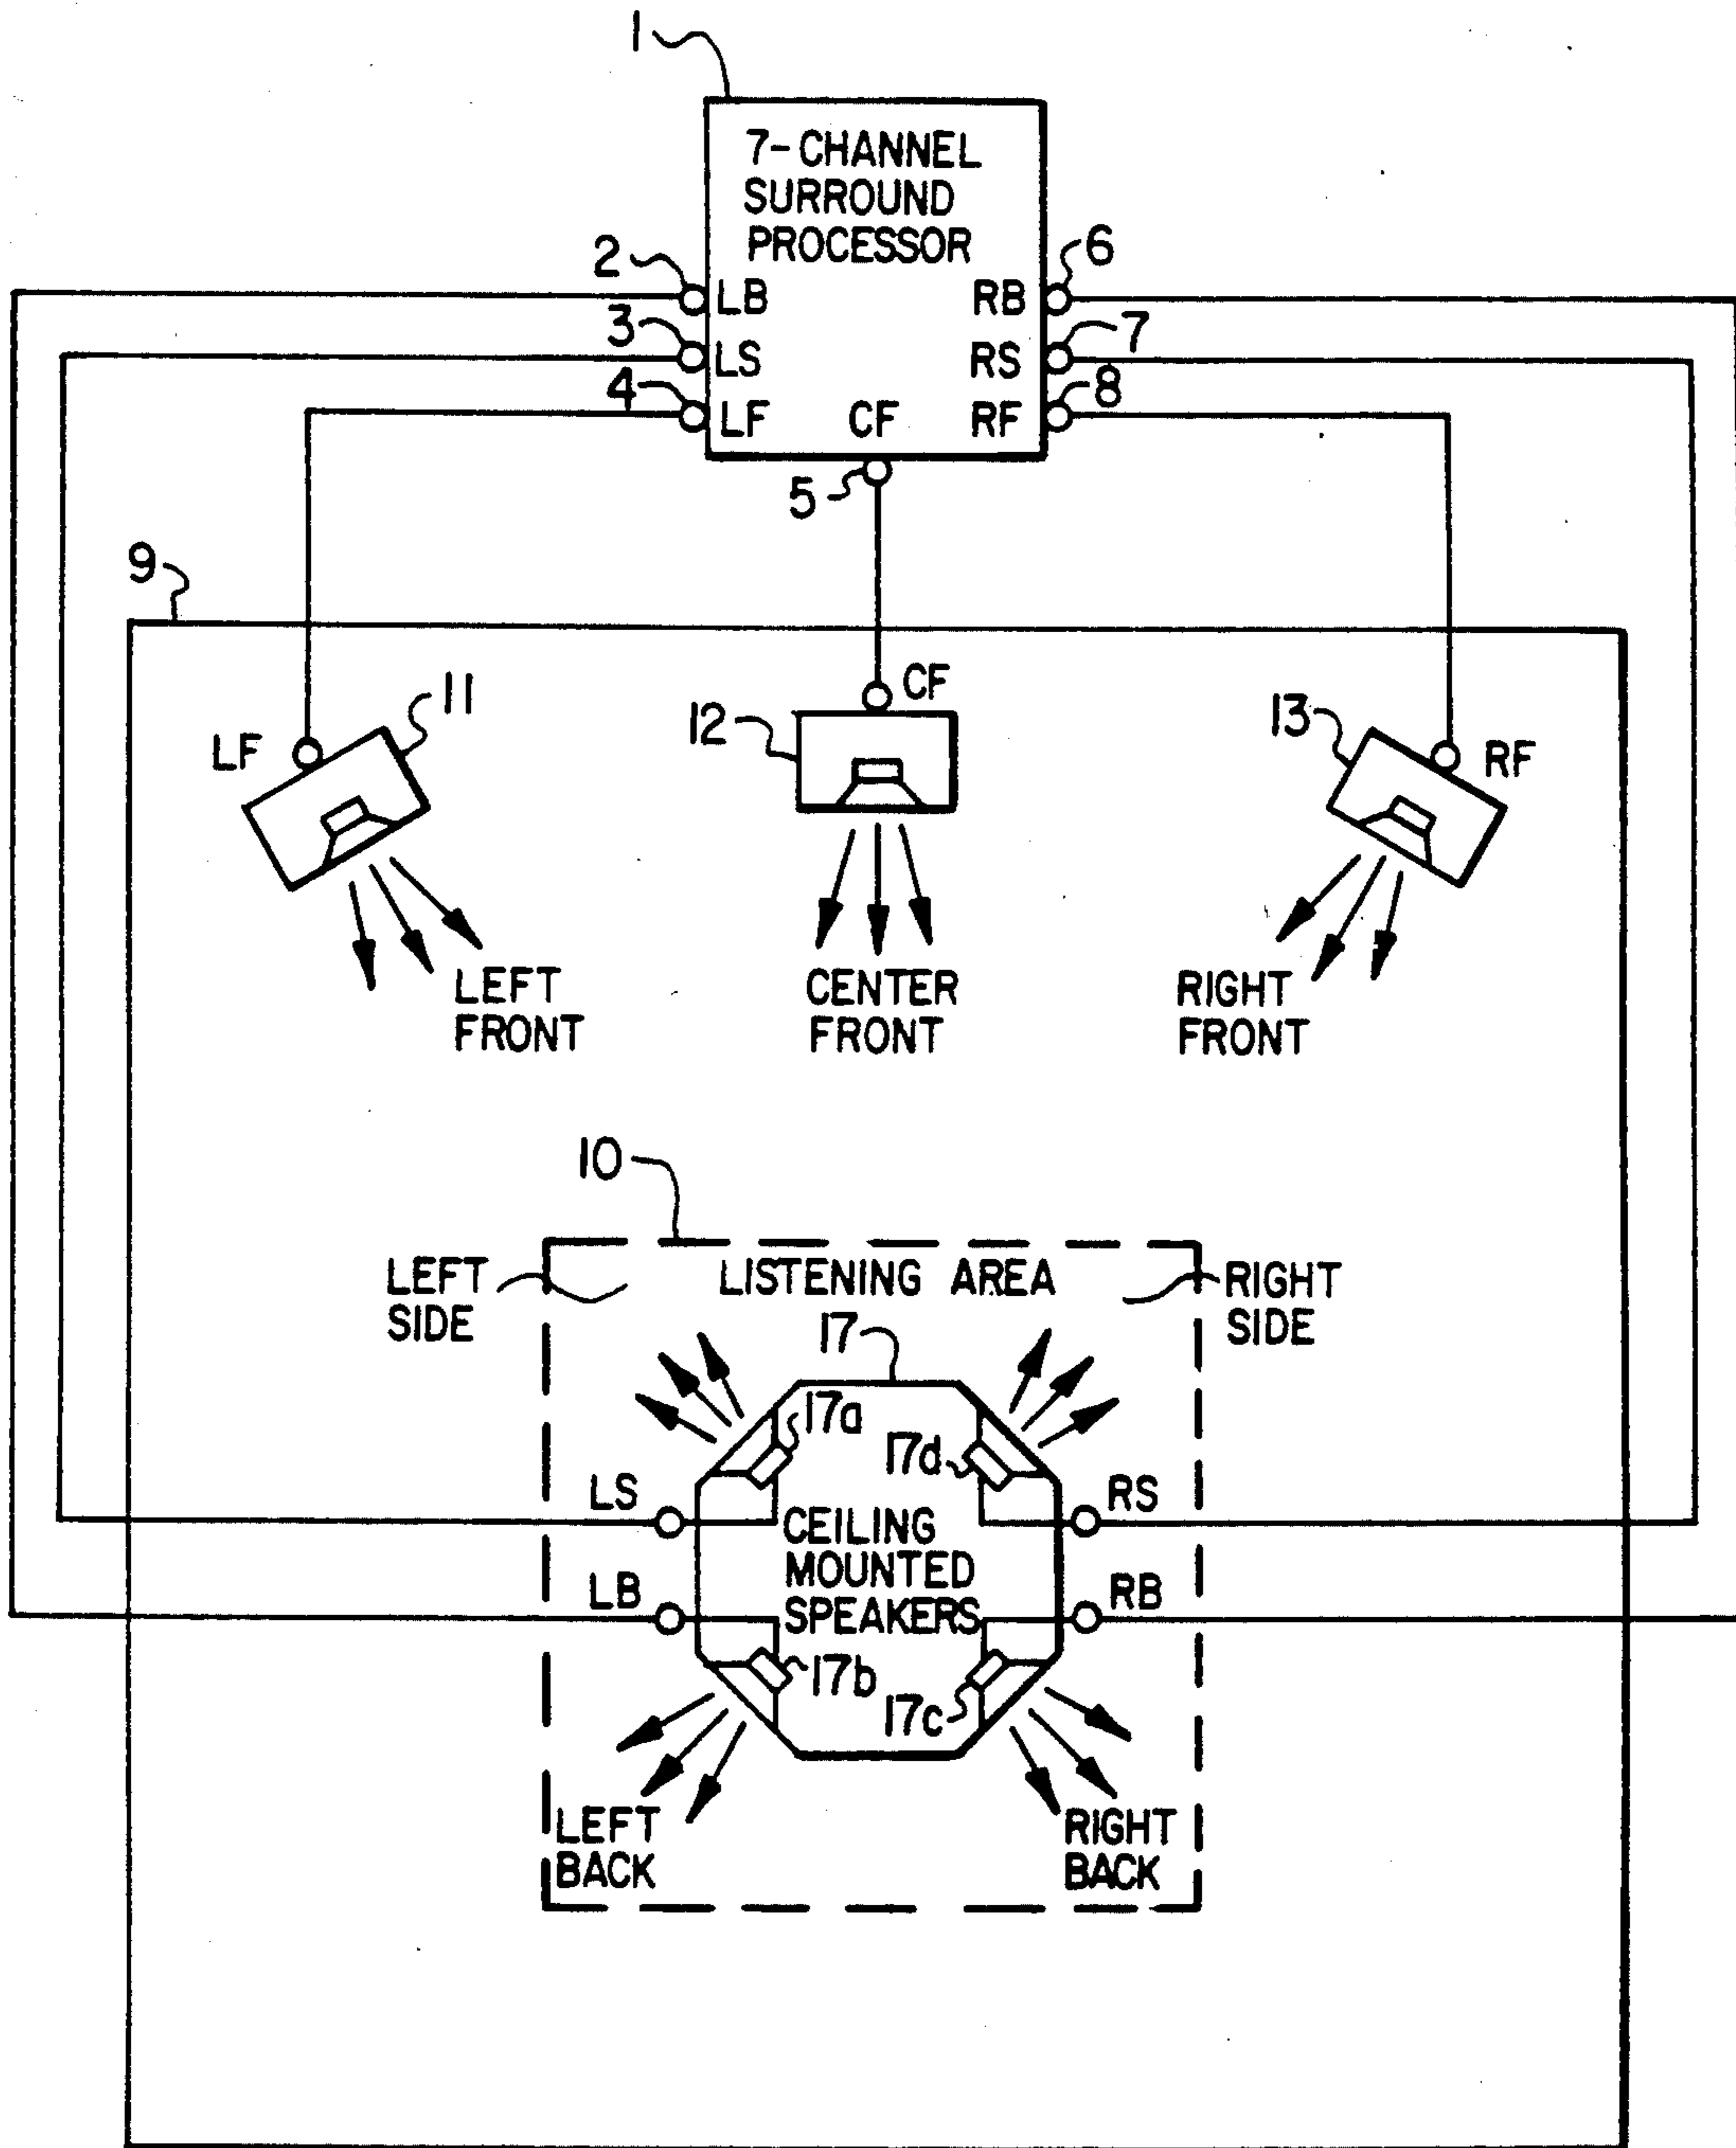 1
7-CHANNEL
SURROUND
PROCESSOR
2
LB
RB
6
3
LS
RS
7
4
LF
CF
RF
8
5
9
11
LF
12
CF
13
RF
LEFT
FRONT
CENTER
FRONT
RIGHT
FRONT
10
LEFT
SIDE
LISTENING AREA
RIGHT
SIDE
17
17a
17d
LS
RS
CEILING
MOUNTED
SPEAKERS
LB
RB
17b
17c
LEFT
BACK
RIGHT
BACK